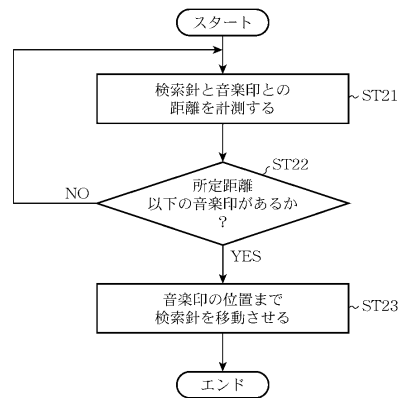 スタート
検索針と音楽印との
距離を計測する
ST21
ST22
所定距離
以下の音楽印があるか
?
NO
YES
音楽印の位置まで
検索針を移動させる
ST23
エンド